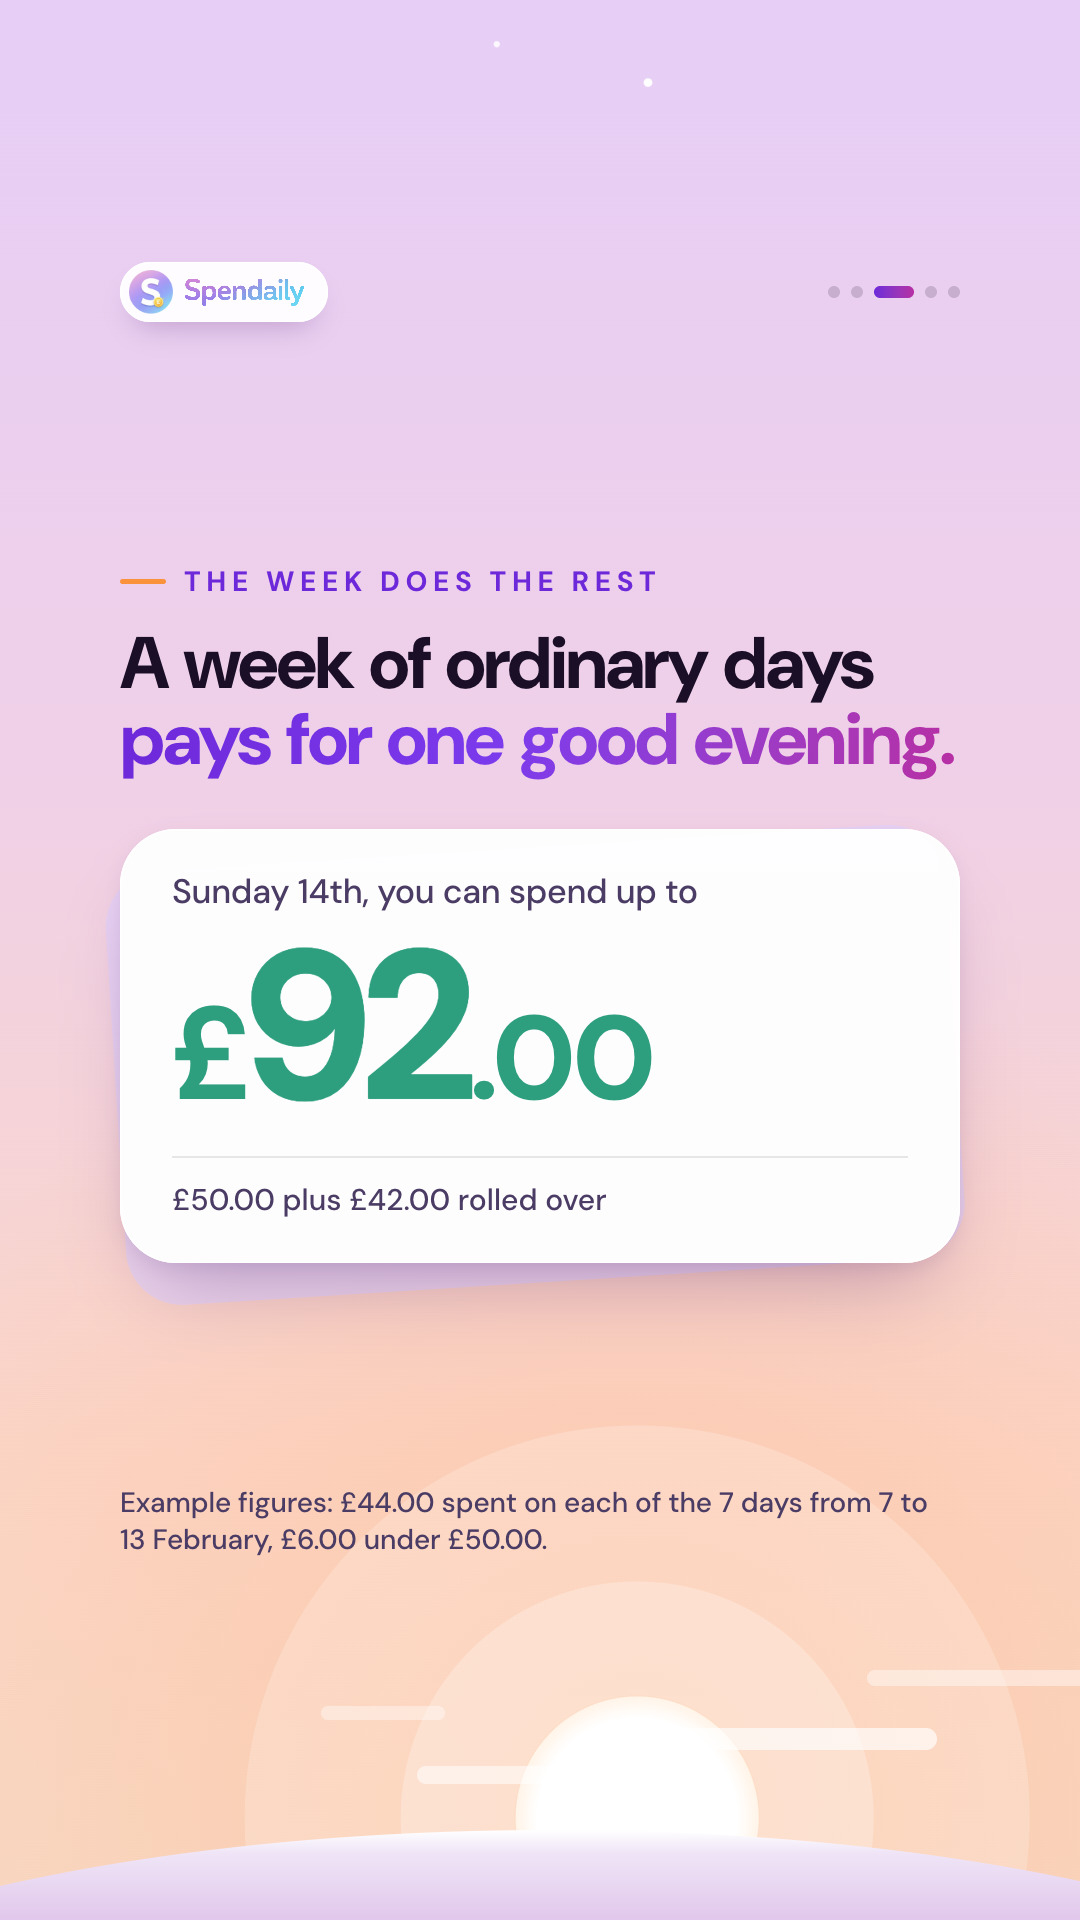 Spendaily
THE WEEK DOES THE REST
A week of ordinary days
pays for one good evening.
Sunday 14th, you can spend up to
£92.00
£50.00 plus £42.00 rolled over
Example figures: £44.00 spent on each of the 7 days from 7 to
13 February, £6.00 under £50.00.